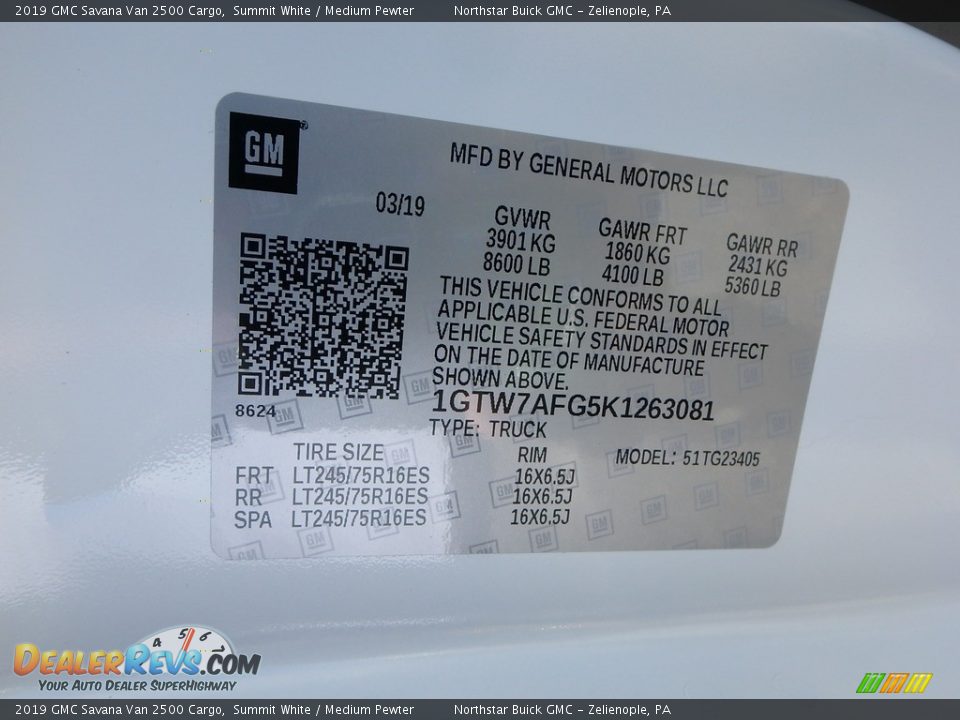 2019 GMC Savana Van 2500 Cargo, Summit White / Medium Pewter Northstar Buick GMC - Zelienople, PA
GM
MFD BY GENERAL MOTORS LLC
03/19
GVWR GAWR FRT GAWR RR
3901 KG 1860 KG 2431 KG
8600 LB 4100 LB 5360 LB
THIS VEHICLE CONFORMS TO ALL
APPLICABLE U.S. FEDERAL MOTOR
VEHICLE SAFETY STANDARDS IN EFFECT
ON THE DATE OF MANUFACTURE
SHOWN ABOVE.
8624
1GTW7AFG5K1263081
TYPE: TRUCK
TIRE SIZE RIM MODEL: 51TG23405
FRT LT245/75R16ES 16X6.5J
RR LT245/75R16ES 16X6.5J
SPA LT245/75R16ES 16X6.5J
4 5 6
DEALERREVS.COM
YOUR AUTO DEALER SUPERHIGHWAY
2019 GMC Savana Van 2500 Cargo, Summit White / Medium Pewter Northstar Buick GMC - Zelienople, PA